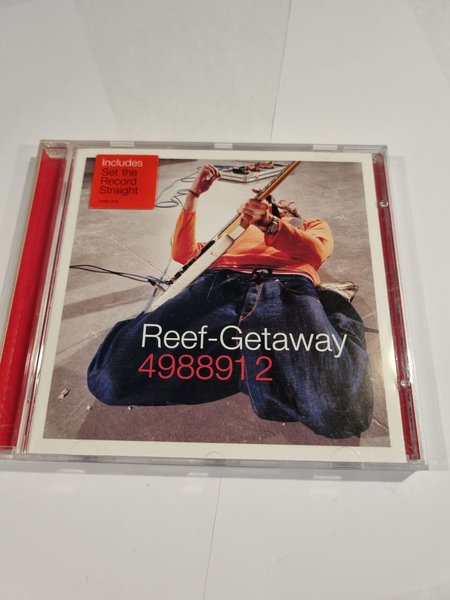 Includes
Set the
Record
Straight
Reef-Getaway
498891 2